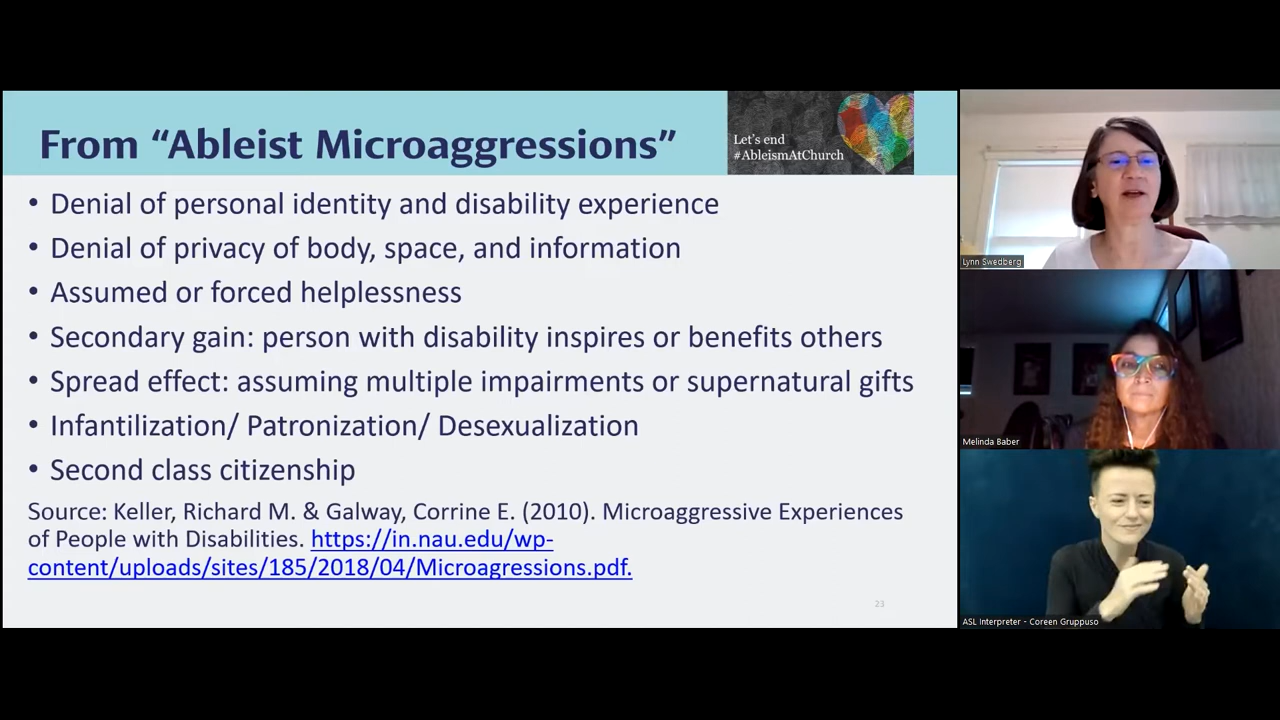 From “Ableist Microaggressions”
Let's end
#AbleismAtChurch
• Denial of personal identity and disability experience
• Denial of privacy of body, space, and information
• Assumed or forced helplessness
• Secondary gain: person with disability inspires or benefits others
• Spread effect: assuming multiple impairments or supernatural gifts
• Infantilization/ Patronization/ Desexualization
• Second class citizenship
Source: Keller, Richard M. & Galway, Corrine E. (2010). Microaggressive Experiences
of People with Disabilities. https://in.nau.edu/wp-
content/uploads/sites/185/2018/04/Microagressions.pdf.
23
Lynn Swedberg
Melinda Baber
ASL Interpreter - Coreen Gruppuso